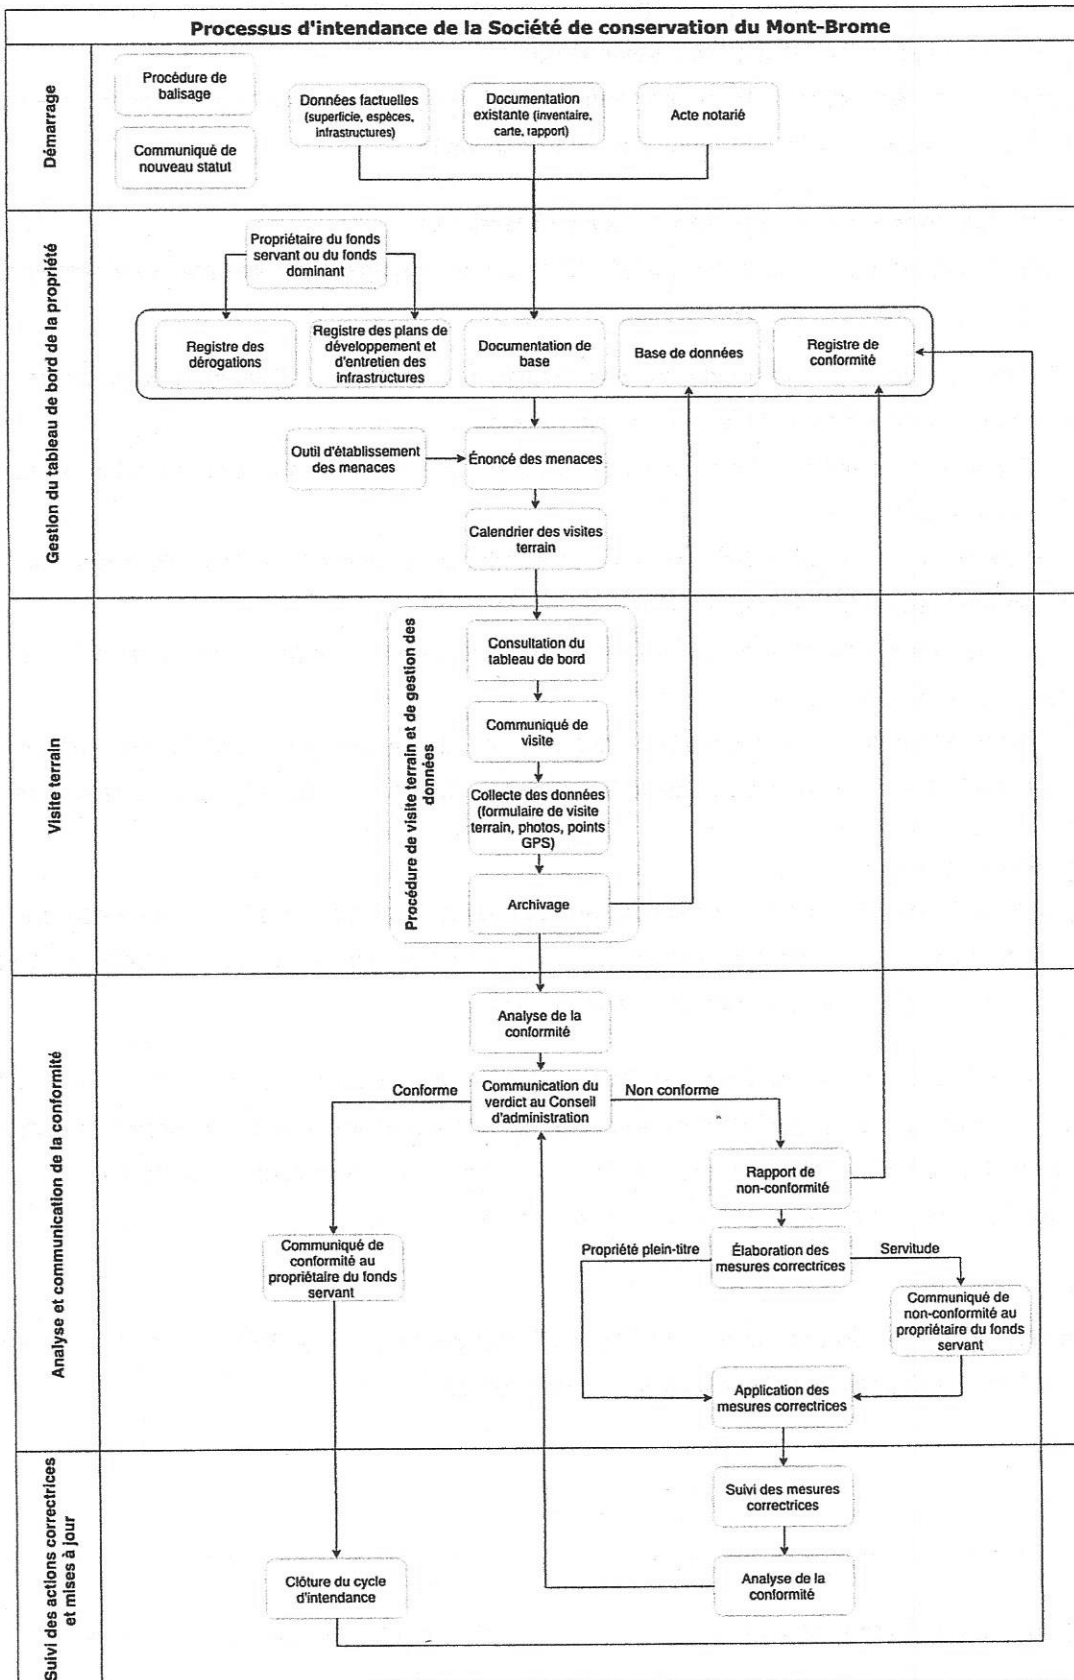 Processus d'intendance de la Société de conservation du Mont-Brome
Démarrage
Procédure de
balisage
Communiqué de
nouveau statut
Données factuelles
(superficie, espèces,
infrastructures)
Documentation
existante (inventaire,
carte, rapport)
Acte notarié
Gestion du tableau de bord de la propriété
Propriétaire du fonds
servant ou du fonds
dominant
Registre des
dérogations
Registre des plans de
développement et
d'entretien des
infrastructures
Documentation de
base
Base de données
Registre de
conformité
Outil d'établissement
des menaces
Énoncé des menaces
Calendrier des visites
terrain
Visite terrain
Procédure de visite terrain et de gestion des
données
Consultation du
tableau de bord
Communiqué de
visite
Collecte des données
(formulaire de visite
terrain, photos, points
GPS)
Archivage
Analyse et communication de la conformité
Analyse de la
conformité
Conforme
Communication du
verdict au Conseil
d'administration
Non conforme
Rapport de
non-conformité
Communiqué de
conformité au
propriétaire du fonds
servant
Propriété plein-titre
Élaboration des
mesures correctrices
Servitude
Communiqué de
non-conformité au
propriétaire du fonds
servant
Application des
mesures correctrices
Suivi des actions correctrices
et mises à jour
Suivi des mesures
correctrices
Clôture du cycle
d'intendance
Analyse de la
conformité